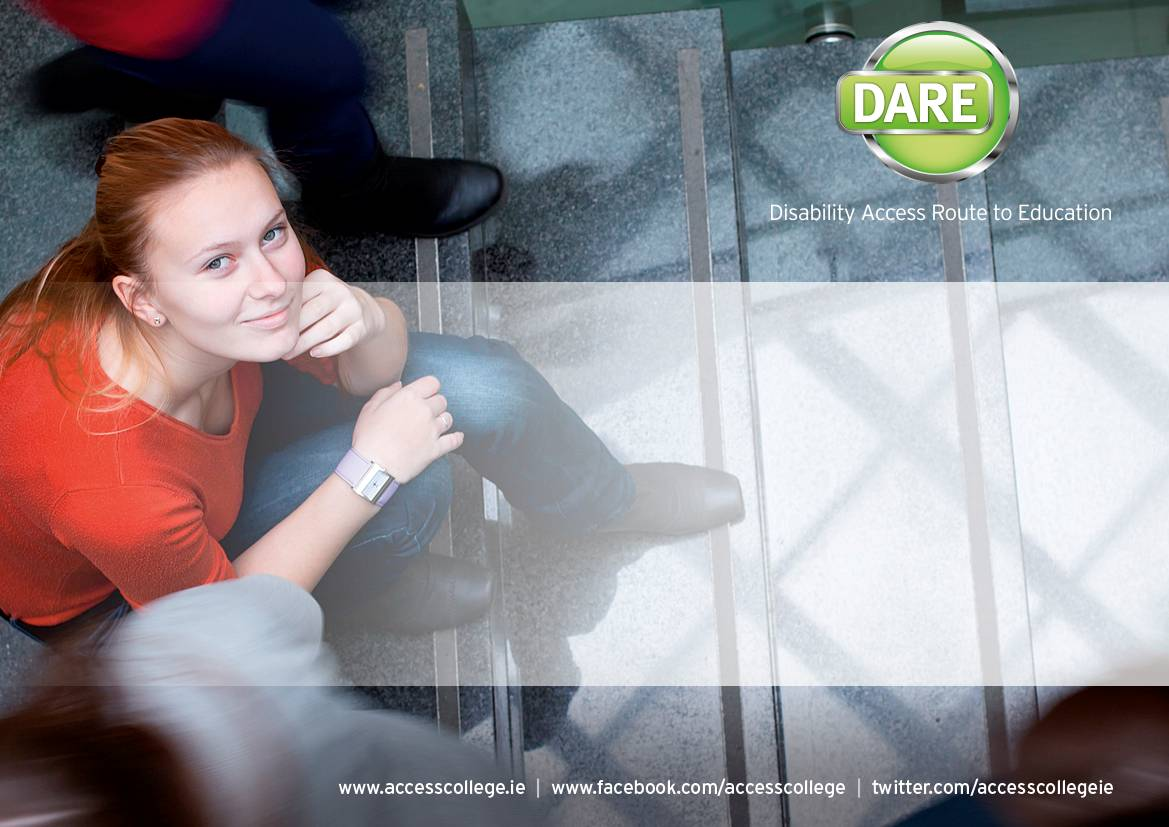 DARE
Disability Access Route to Education
www.accesscollege.ie | www.facebook.com/accesscollege | twitter.com/accesscollegeie